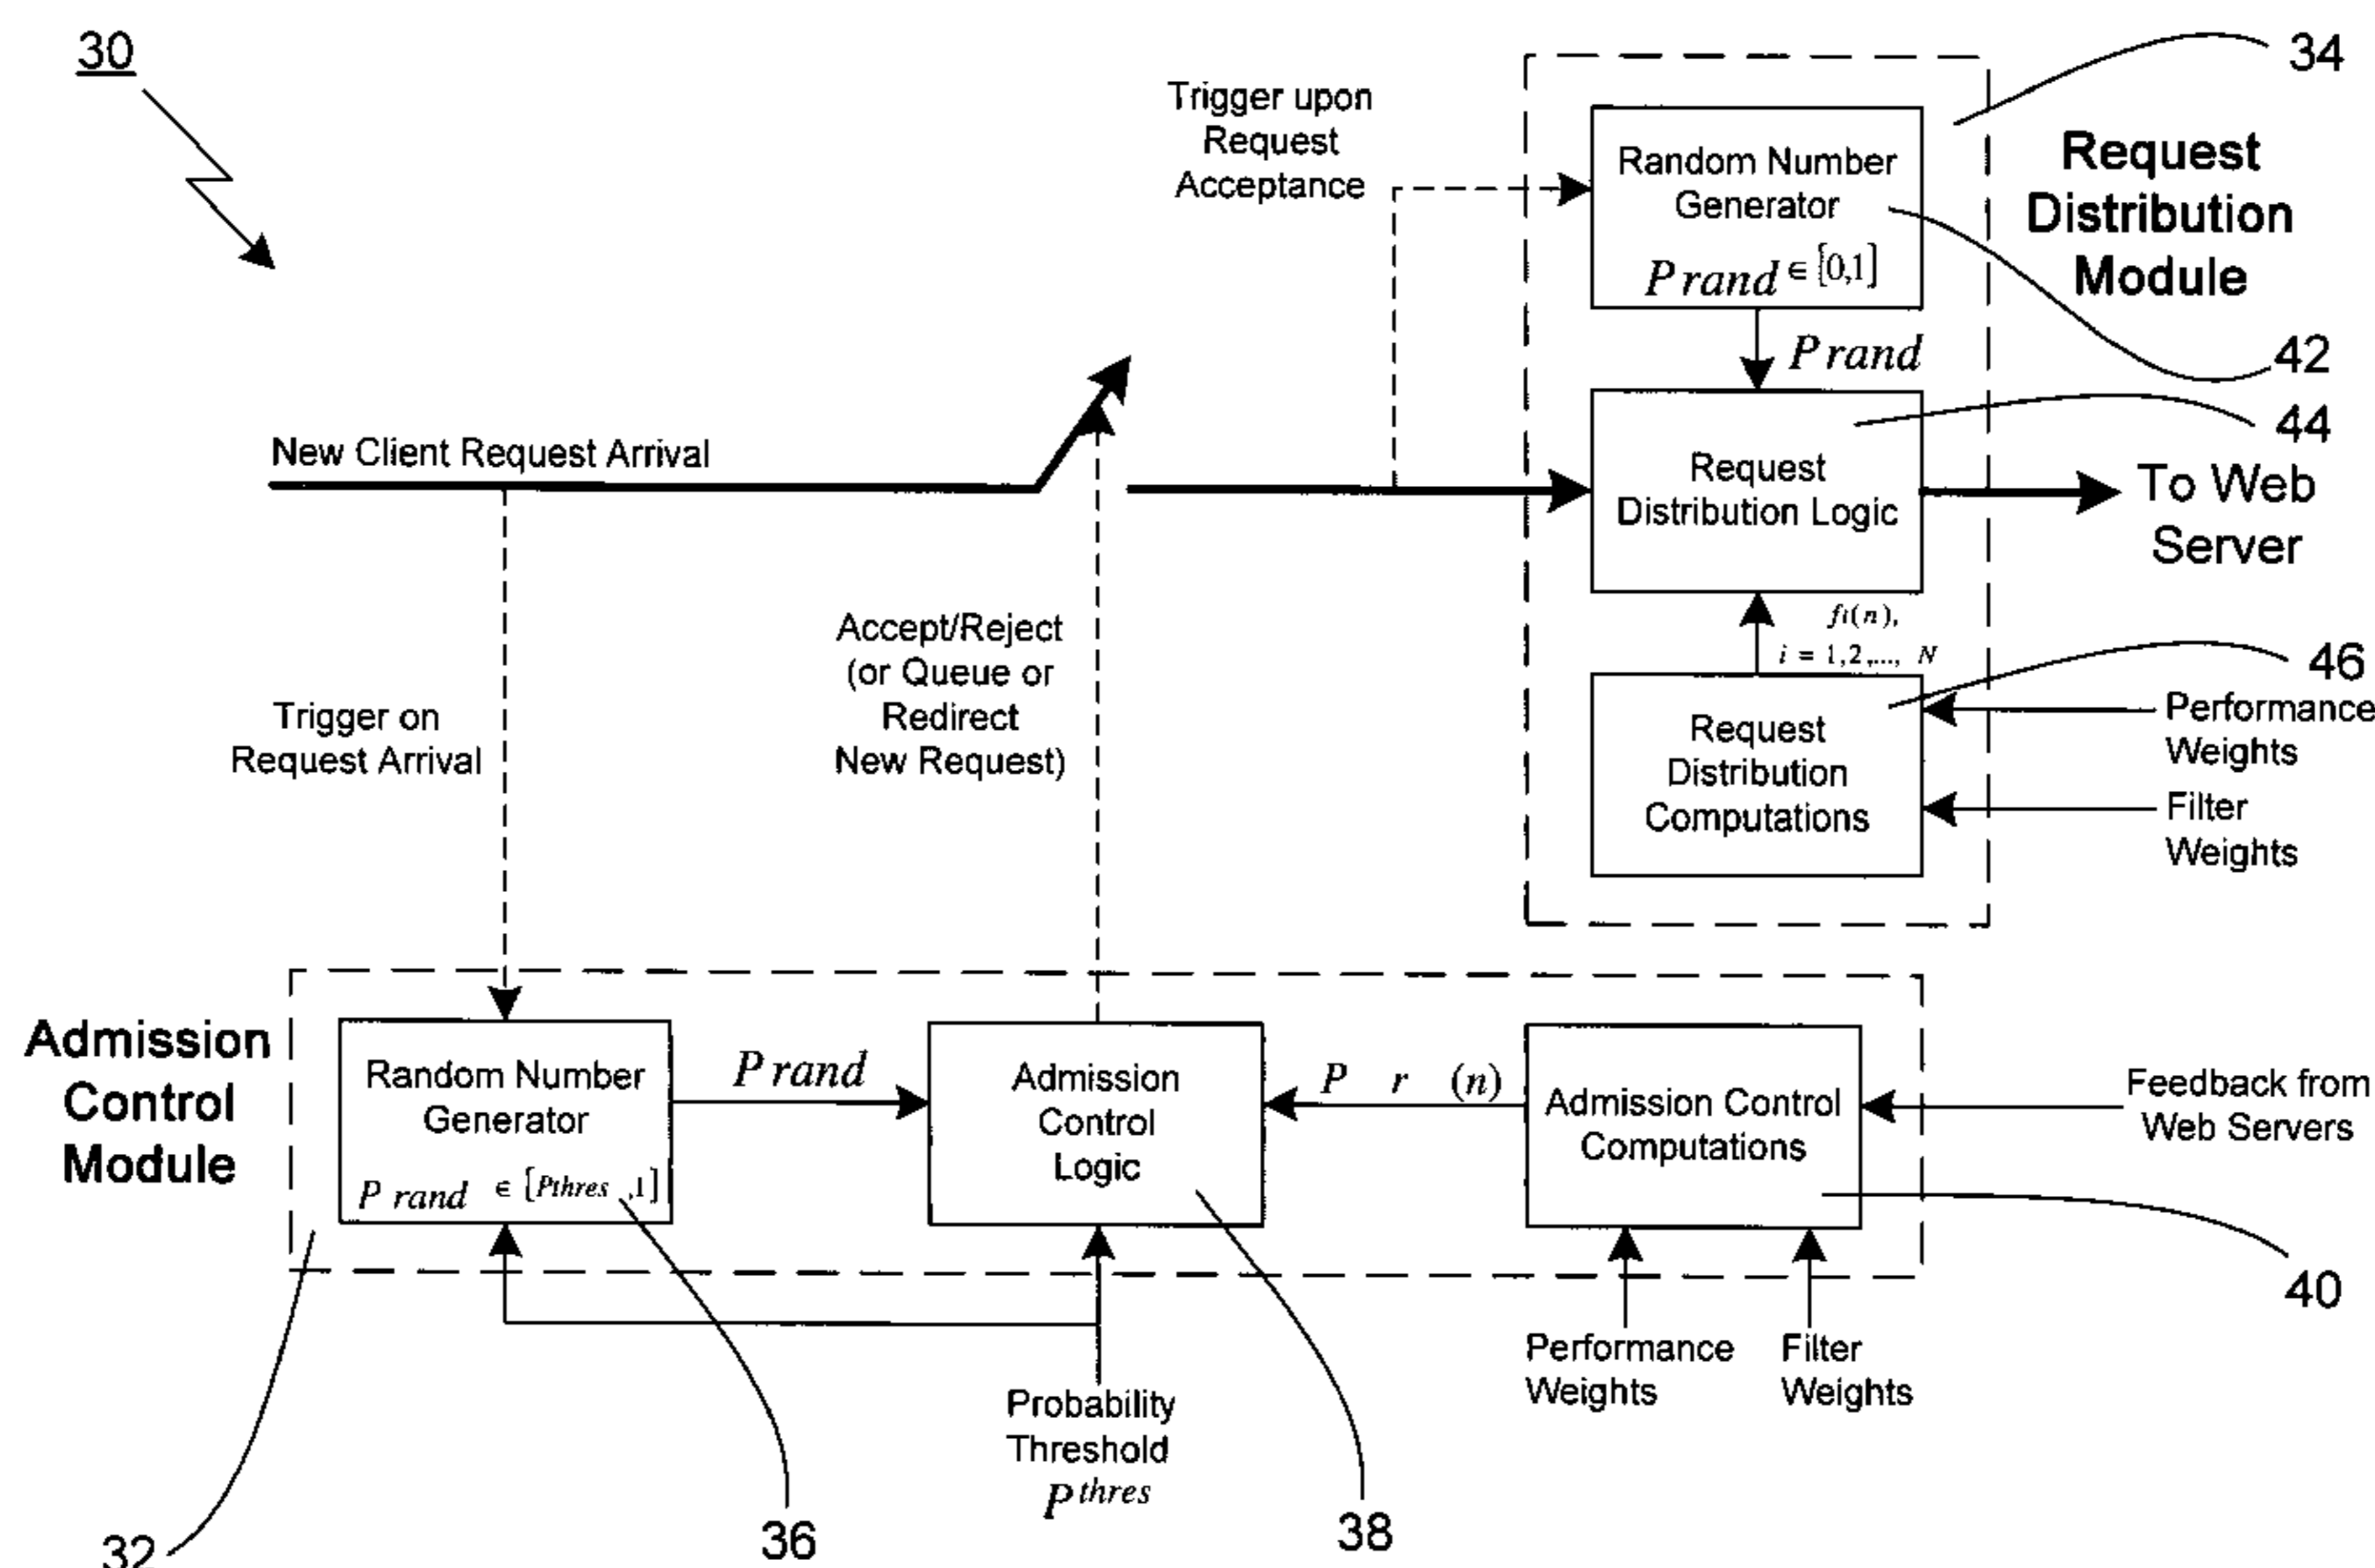 30
34
Trigger upon
Request
Acceptance
Random Number
Generator
P rand ∈ [0,1]
Request
Distribution
Module
P rand
42
44
New Client Request Arrival
Request
Distribution Logic
To Web
Server
fi(n),
i = 1,2,..., N
46
Accept/Reject
(or Queue or
Redirect
New Request)
Trigger on
Request Arrival
Request
Distribution
Computations
Performance
Weights
Filter
Weights
Admission
Control
Module
Random Number
Generator
P rand ∈ [Pthres ,1]
P rand
Admission
Control
Logic
P r (n)
Admission Control
Computations
Feedback from
Web Servers
40
Performance
Weights
Filter
Weights
Probability
Threshold
P thres
32
36
38